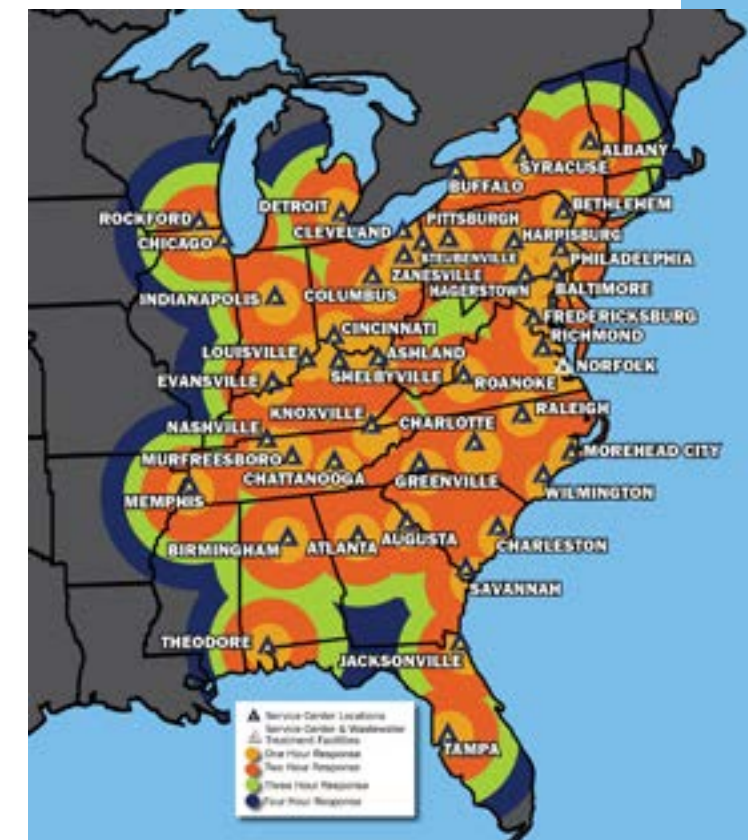 ALBANY
SYRACUSE
BUFFALO
DETROIT
BETHLEHEM
ROCKFORD
CLEVELAND
PITTSBURGH
HARPISBURG
CHICAGO
STEUBENVILLE
PHILADELPHIA
ZANESVILLE
INDIANAPOLIS
COLUMBUS
HAGERSTOWN
BALTIMORE
CINCINNATI
FREDERICKSBURG
RICHMOND
LOUISVILLE
ASHLAND
NORFOLK
EVANSVILLE
SHELBYVILLE
ROANOKE
KNOXVILLE
RALEIGH
NASHVILLE
CHARLOTTE
MURFREESBORO
MOREHEAD CITY
CHATTANOOGA
GREENVILLE
MEMPHIS
WILMINGTON
BIRMINGHAM
ATLANTA
AUGUSTA
CHARLESTON
SAVANNAH
THEODORE
JACKSONVILLE
TAMPA
Service Center Locations
Service Center & Wastewater
Treatment Facilities
One Hour Response
Two Hour Response
Three Hour Response
Four Hour Response